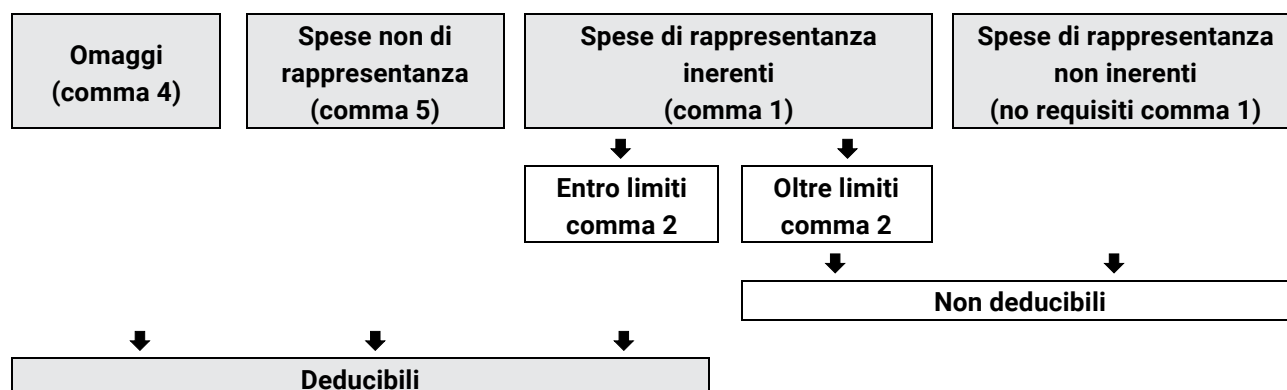 Omaggi
(comma 4)
Spese non di
rappresentanza
(comma 5)
Spese di rappresentanza
inerenti
(comma 1)
Spese di rappresentanza
non inerenti
(no requisiti comma 1)
Entro limiti
comma 2
Oltre limiti
comma 2
Non deducibili
Deducibili